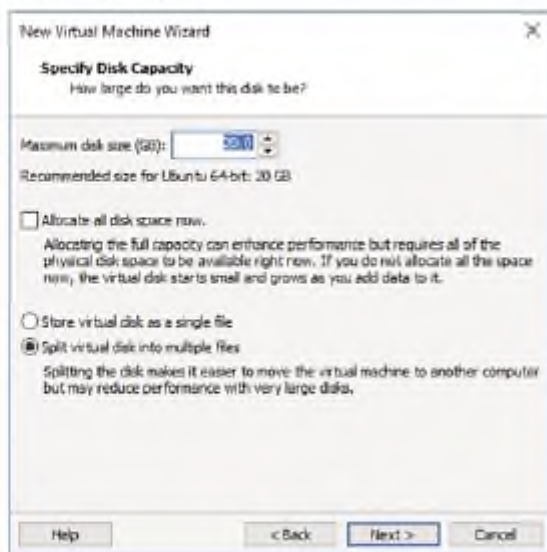 New Virtual Machine Wizard
Specify Disk Capacity
How large do you want this disk to be?
Maximum disk size (GB):
Recommended size for Ubuntu 64-bit: 20 GB
Allocate all disk space now.
Allocating the full capacity can enhance performance but requires all of the
physical disk space to be available right now. If you do not allocate all the space
now, the virtual disk starts small and grows as you add data to it.
Store virtual disk as a single file
Split virtual disk into multiple files
Splitting the disk makes it easier to move the virtual machine to another computer
but may reduce performance with very large disks.
Help
< Back
Next >
Cancel